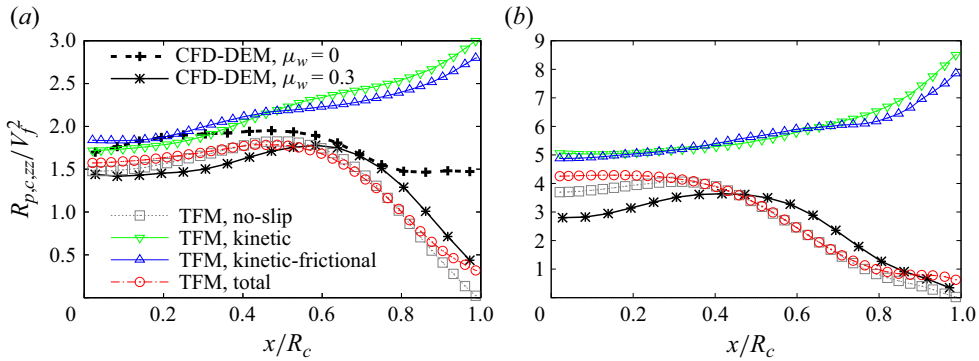 (a)
3.0
2.5
2.0
1.5
1.0
0.5
0
0.2
0.4
0.6
0.8
1.0
R_{p,c,zz}/V_f^2
x/R_c
CFD-DEM, μ_w = 0
CFD-DEM, μ_w = 0.3
TFM, no-slip
TFM, kinetic
TFM, kinetic-frictional
TFM, total
(b)
9
8
7
6
5
4
3
2
1
0
0.2
0.4
0.6
0.8
1.0
x/R_c